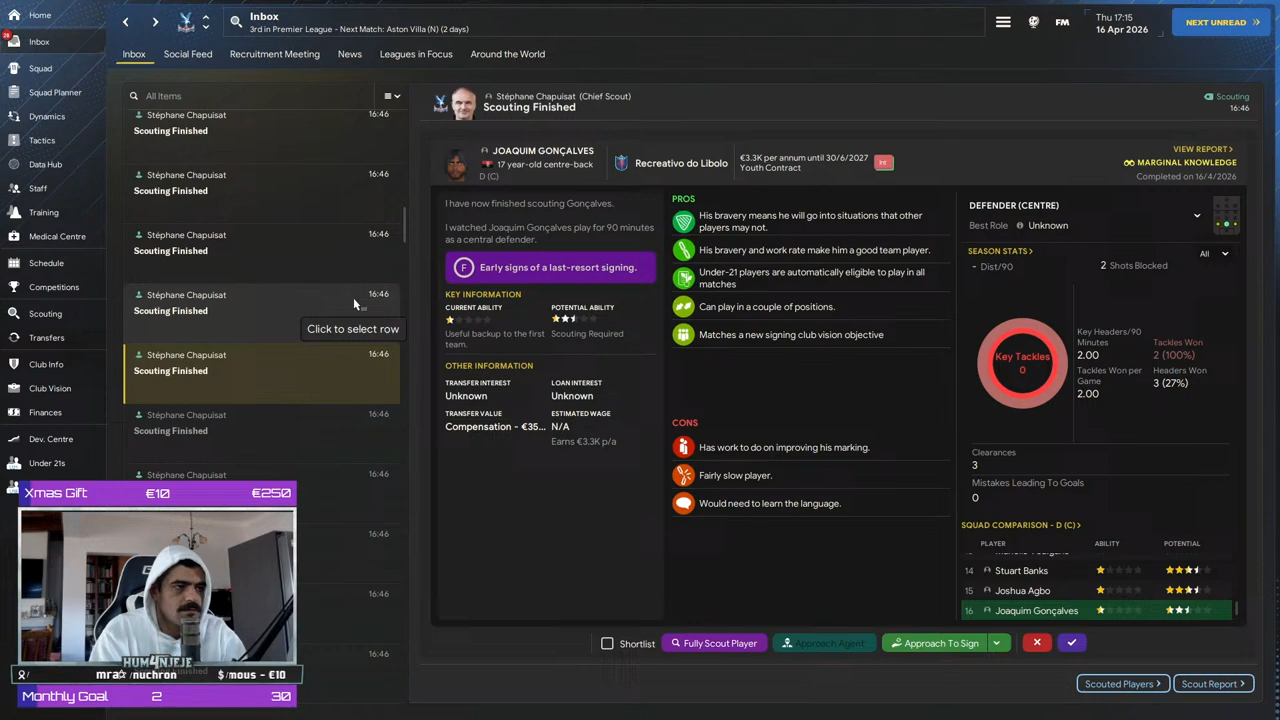 Home
Inbox
3rd in Premier League - Next Match: Aston Villa (N) (2 days)
FM
Thu 17:15
16 Apr 2026
NEXT UNREAD
28
Inbox
Squad
Squad Planner
Dynamics
Tactics
Data Hub
Staff
Training
Medical Centre
Schedule
Competitions
Scouting
Transfers
Club Info
Club Vision
Finances
Dev. Centre
Under 21s
Inbox
Social Feed
Recruitment Meeting
News
Leagues in Focus
Around the World
All Items
Stéphane Chapuisat 16:46
Scouting Finished
Stéphane Chapuisat 16:46
Scouting Finished
Stéphane Chapuisat 16:46
Scouting Finished
Stéphane Chapuisat 16:46
Scouting Finished
Click to select row
Stéphane Chapuisat 16:46
Scouting Finished
Stéphane Chapuisat 16:46
Scouting Finished
Stéphane Chapuisat 16:46
16:46
16:46
16:46
Xmas Gift €10 €250
HUM4NJEJE
nuchron
mous - €10
Monthly Goal 2 30
Stéphane Chapuisat (Chief Scout)
Scouting Finished
Scouting
16:46
JOAQUIM GONÇALVES
17 year-old centre-back
D (C)
Recreativo do Libolo
€3.3K per annum until 30/6/2027
Youth Contract
Int
VIEW REPORT >
MARGINAL KNOWLEDGE
Completed on 16/4/2026
I have now finished scouting Gonçalves.
I watched Joaquim Gonçalves play for 90 minutes
as a central defender.
F Early signs of a last-resort signing.
KEY INFORMATION
CURRENT ABILITY
POTENTIAL ABILITY
Useful backup to the first
team.
Scouting Required
OTHER INFORMATION
TRANSFER INTEREST
Unknown
LOAN INTEREST
Unknown
TRANSFER VALUE
Compensation - €35...
ESTIMATED WAGE
N/A
Earns €3.3K p/a
PROS
His bravery means he will go into situations that other
players may not.
His bravery and work rate make him a good team player.
Under-21 players are automatically eligible to play in all
matches
Can play in a couple of positions.
Matches a new signing club vision objective
CONS
Has work to do on improving his marking.
Fairly slow player.
Would need to learn the language.
DEFENDER (CENTRE)
Best Role Unknown
SEASON STATS >
All
- Dist/90
2 Shots Blocked
Key Tackles
0
Key Headers/90
Minutes
2.00
Tackles Won per
Game
2.00
Tackles Won
2 (100%)
Headers Won
3 (27%)
Clearances
3
Mistakes Leading To Goals
0
SQUAD COMPARISON - D (C) >
PLAYER ABILITY POTENTIAL
14 Stuart Banks
15 Joshua Agbo
16 Joaquim Gonçalves
Shortlist
Fully Scout Player
Approach Agent
Approach To Sign
Scouted Players >
Scout Report >